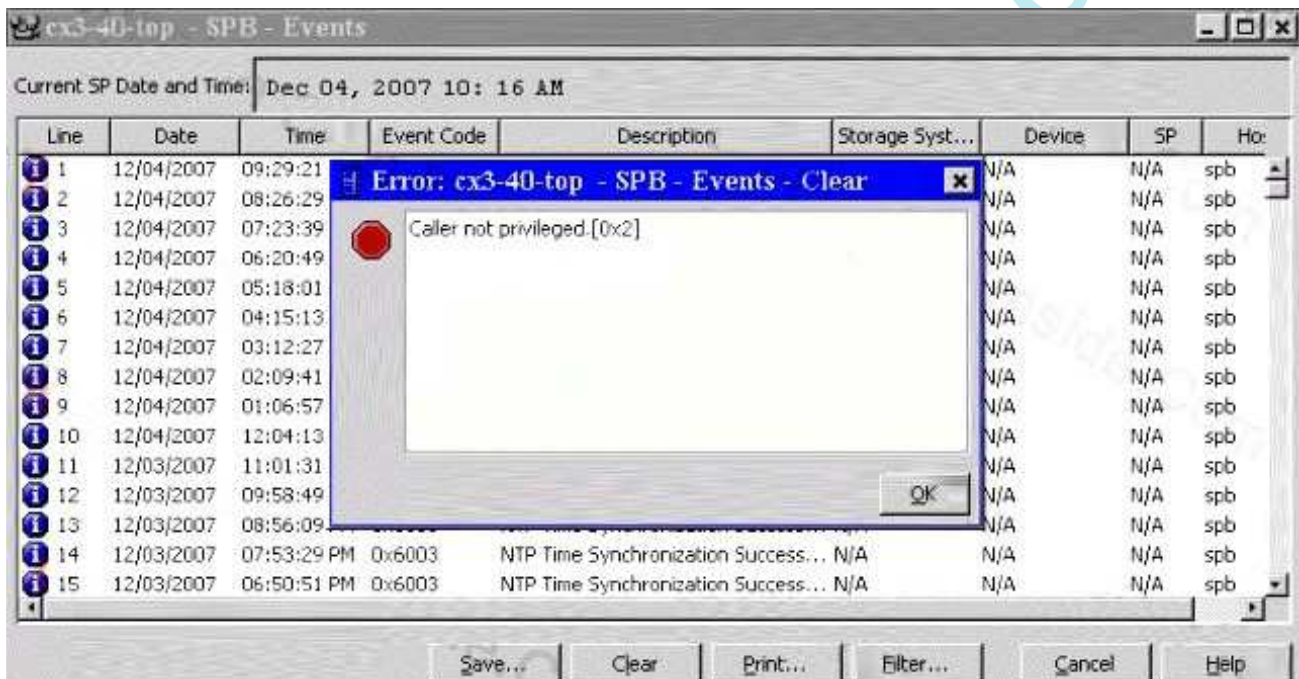 cx3-40-top - SPB - Events
Current SP Date and Time: Dec 04, 2007 10: 16 AM
Line Date Time Event Code Description Storage Syst... Device SP Ho
Error: cx3-40-top - SPB - Events - Clear
Caller not privileged.[0x2]
OK
1 12/04/2007 09:29:21 N/A N/A spb
2 12/04/2007 08:26:29 N/A N/A spb
3 12/04/2007 07:23:39 N/A N/A spb
4 12/04/2007 06:20:49 N/A N/A spb
5 12/04/2007 05:18:01 N/A N/A spb
6 12/04/2007 04:15:13 N/A N/A spb
7 12/04/2007 03:12:27 N/A N/A spb
8 12/04/2007 02:09:41 N/A N/A spb
9 12/04/2007 01:06:57 N/A N/A spb
10 12/04/2007 12:04:13 N/A N/A spb
11 12/03/2007 11:01:31 N/A N/A spb
12 12/03/2007 09:58:49 N/A N/A spb
13 12/03/2007 08:56:09 N/A N/A spb
14 12/03/2007 07:53:29 PM 0x6003 NTP Time Synchronization Success... N/A N/A N/A spb
15 12/03/2007 06:50:51 PM 0x6003 NTP Time Synchronization Success... N/A N/A N/A spb
Save... Clear Print... Filter... Cancel Help